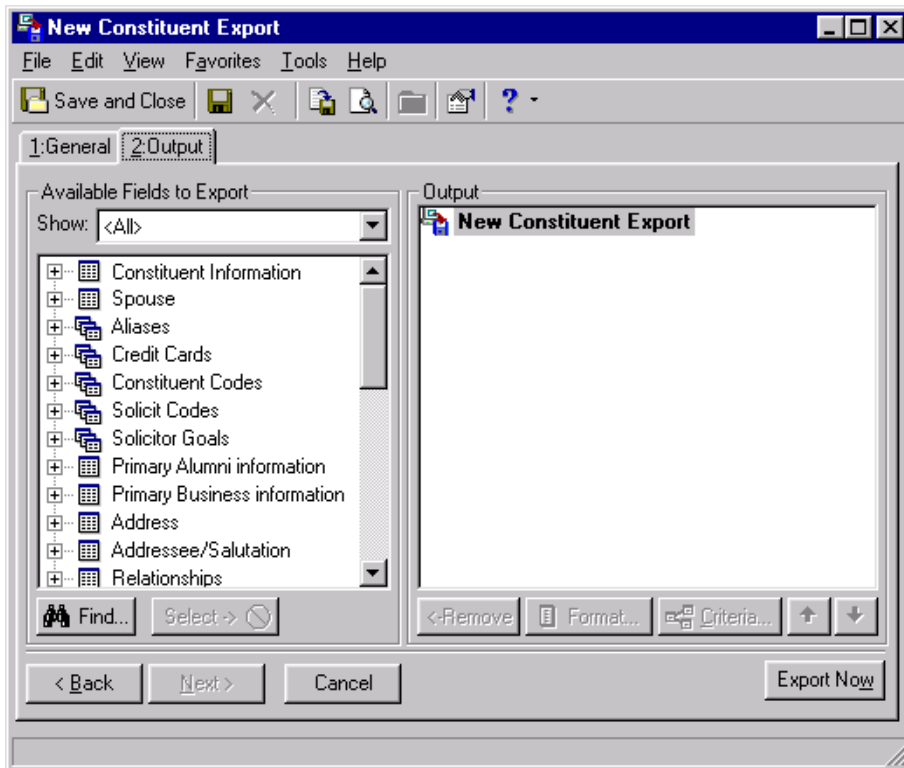 New Constituent Export
File Edit View Favorites Tools Help
Save and Close ?
1:General 2:Output
Available Fields to Export
Show: <All>
Constituent Information
Spouse
Aliases
Credit Cards
Constituent Codes
Solicit Codes
Solicitor Goals
Primary Alumni information
Primary Business information
Address
Addressee/Salutation
Relationships
Find... Select ->
Output
New Constituent Export
<-Remove Format... Criteria...
< Back Next > Cancel Export Now